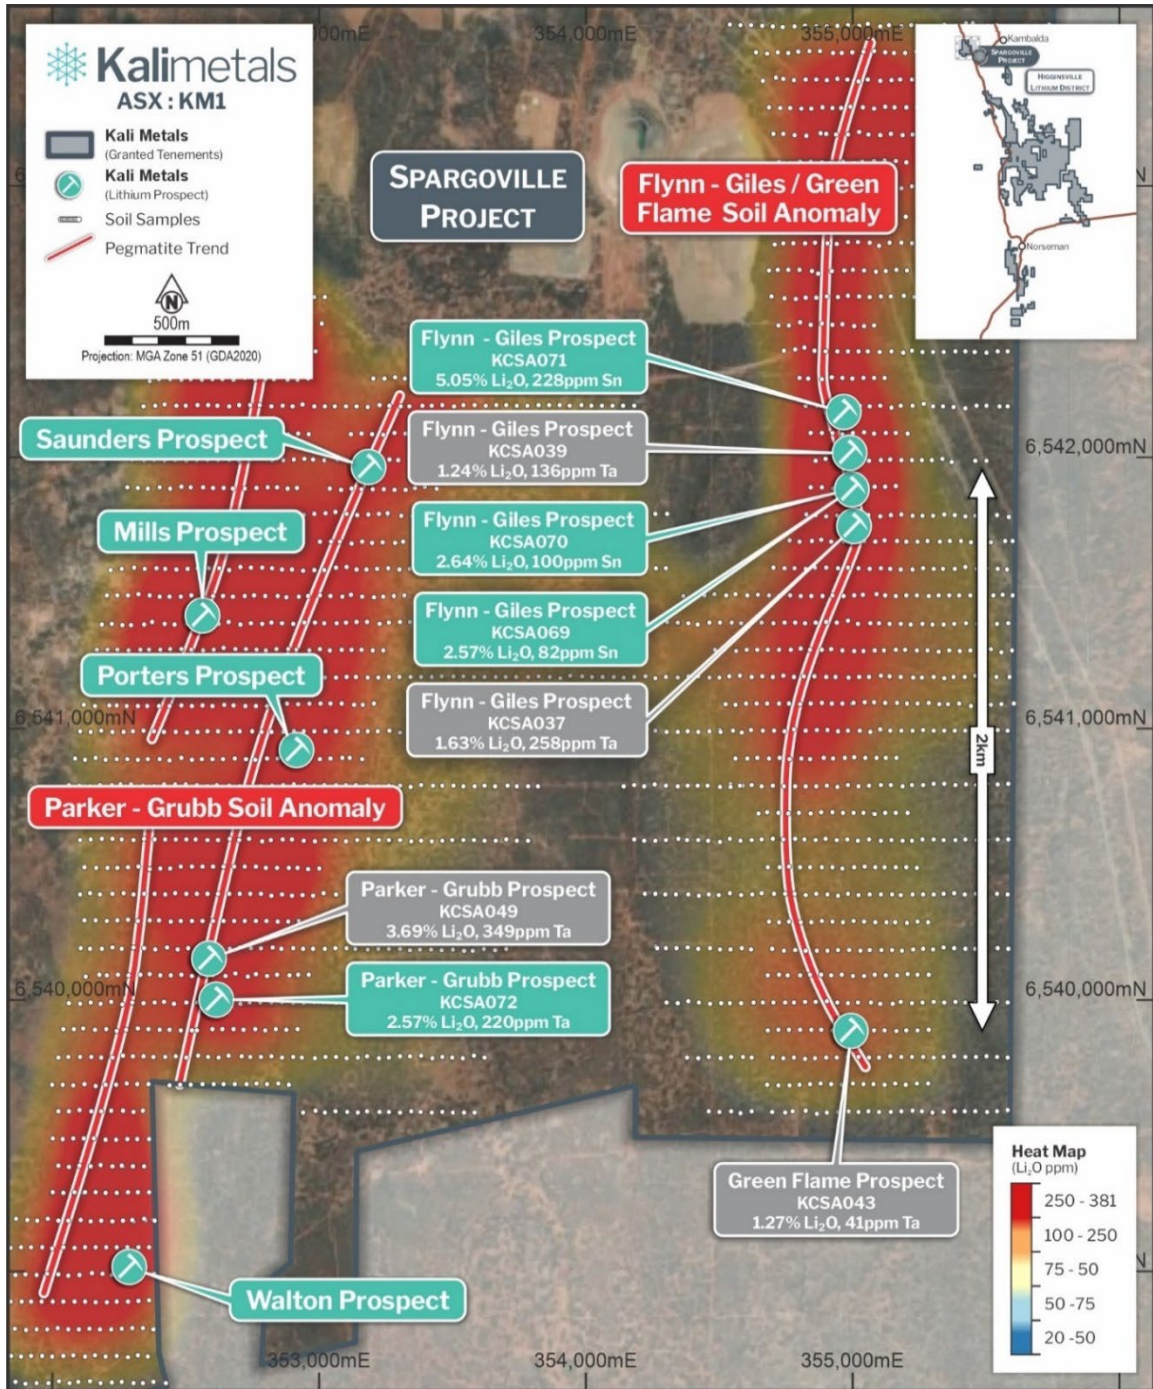 Kalimetals
ASX : KM1
Kali Metals
(Granted Tenements)
Kali Metals
(Lithium Prospect)
Soil Samples
Pegmatite Trend
N
500m
Projection: MGA Zone 51 (GDA2020)
354,000mE
355,000mE
SPARGOVILLE
PROJECT
Flynn - Giles / Green
Flame Soil Anomaly
Kambalda
SPARGOVILLE
PROJECT
HIGGINSVILLE
LITHIUM DISTRICT
Norseman
Flynn - Giles Prospect
KCSA071
5.05% Li₂O, 228ppm Sn
Saunders Prospect
Flynn - Giles Prospect
KCSA039
1.24% Li₂O, 136ppm Ta
6,542,000mN
Mills Prospect
Flynn - Giles Prospect
KCSA070
2.64% Li₂O, 100ppm Sn
Flynn - Giles Prospect
KCSA069
2.57% Li₂O, 82ppm Sn
Porters Prospect
Flynn - Giles Prospect
KCSA037
1.63% Li₂O, 258ppm Ta
6,541,000mN
6,541,000mN
2km
Parker - Grubb Soil Anomaly
Parker - Grubb Prospect
KCSA049
3.69% Li₂O, 349ppm Ta
Parker - Grubb Prospect
KCSA072
2.57% Li₂O, 220ppm Ta
6,540,000mN
6,540,000mN
Green Flame Prospect
KCSA043
1.27% Li₂O, 41ppm Ta
Walton Prospect
Heat Map
(Li₂O ppm)
250 - 381
100 - 250
75 - 50
50 -75
20 -50
353,000mE
354,000mE
355,000mE